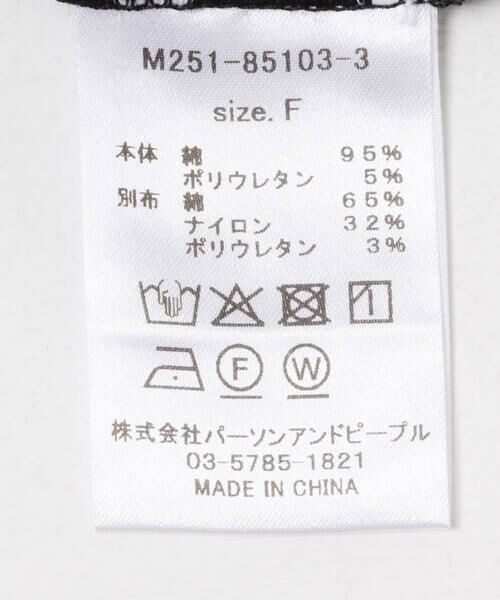 M251-85103-3
size. F
本体 綿 95%
ポリウレタン 5%
別布 綿 65%
ナイロン 32%
ポリウレタン 3%
F W
株式会社パーソンアンドピープル
03-5785-1821
MADE IN CHINA